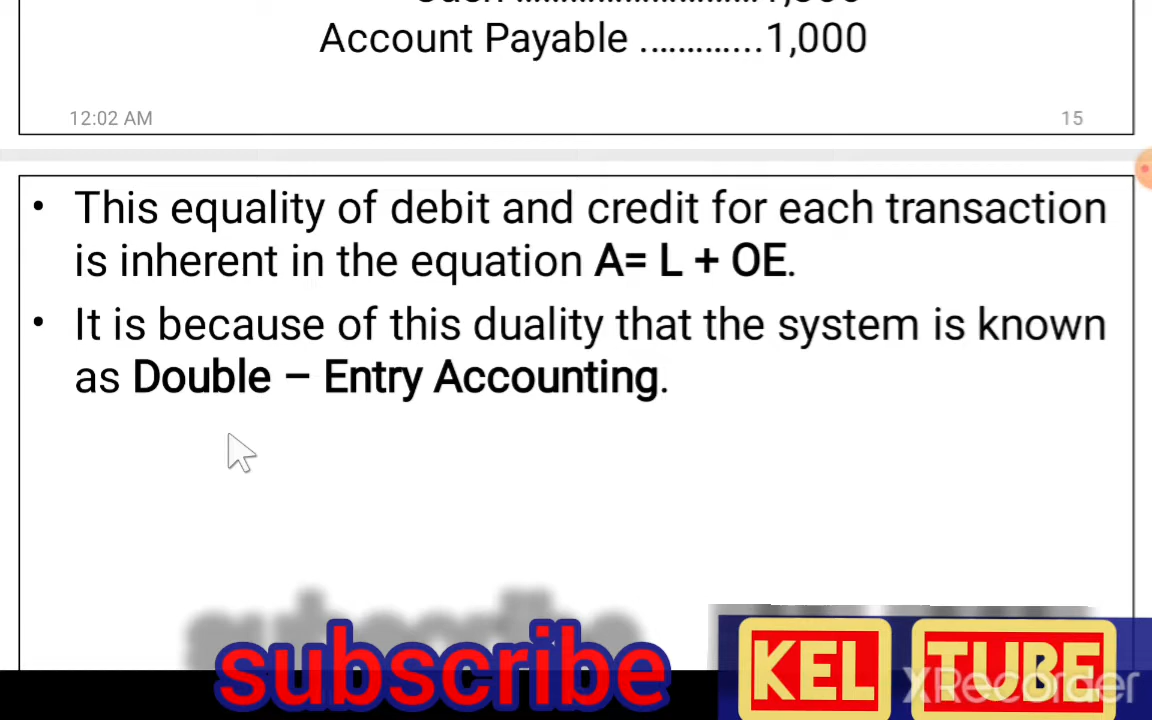 Account Payable ..............1,000
12:02 AM 15
• This equality of debit and credit for each transaction
is inherent in the equation A= L + OE.
• It is because of this duality that the system is known
as Double – Entry Accounting.
subscribe KEL TUBE
XRecorder